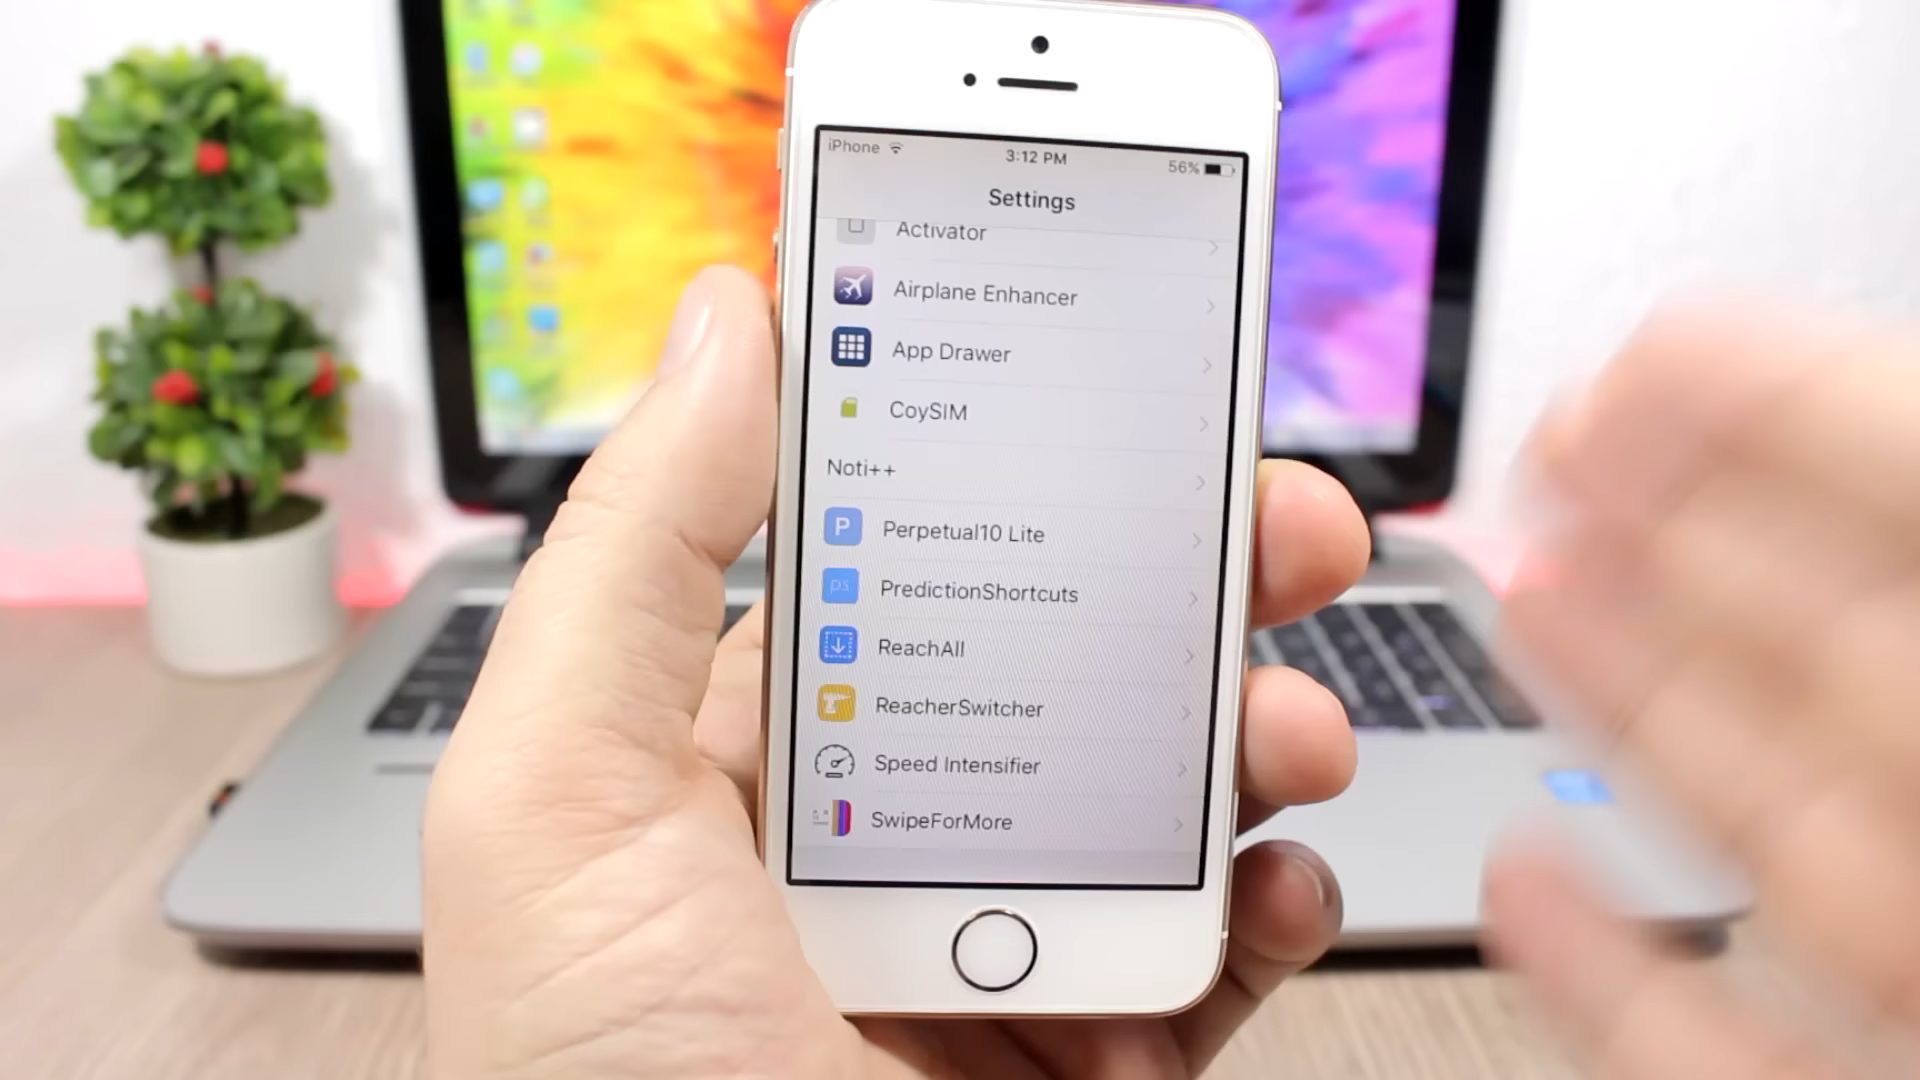 iPhone 3:12 PM 56%
Settings
Activator
Airplane Enhancer
App Drawer
CoySIM
Noti++
P Perpetual10 Lite
ps PredictionShortcuts
ReachAll
ReacherSwitcher
Speed Intensifier
SwipeForMore